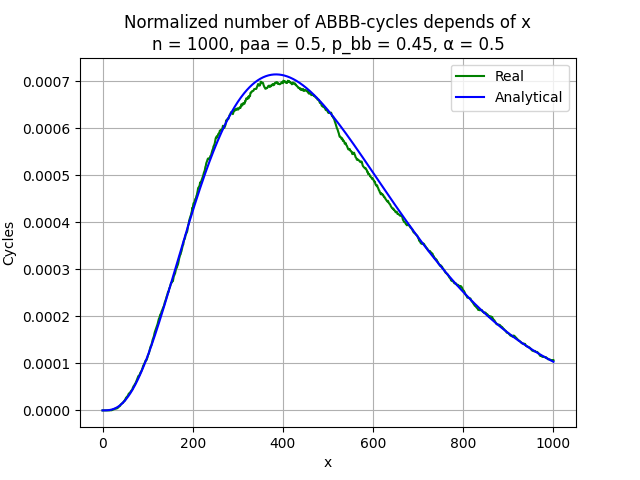 Normalized number of ABBB-cycles depends of x
n = 1000, paa = 0.5, p_bb = 0.45, α = 0.5
Real
Analytical
Cycles
0.0007
0.0006
0.0005
0.0004
0.0003
0.0002
0.0001
0.0000
0 200 400 600 800 1000
x